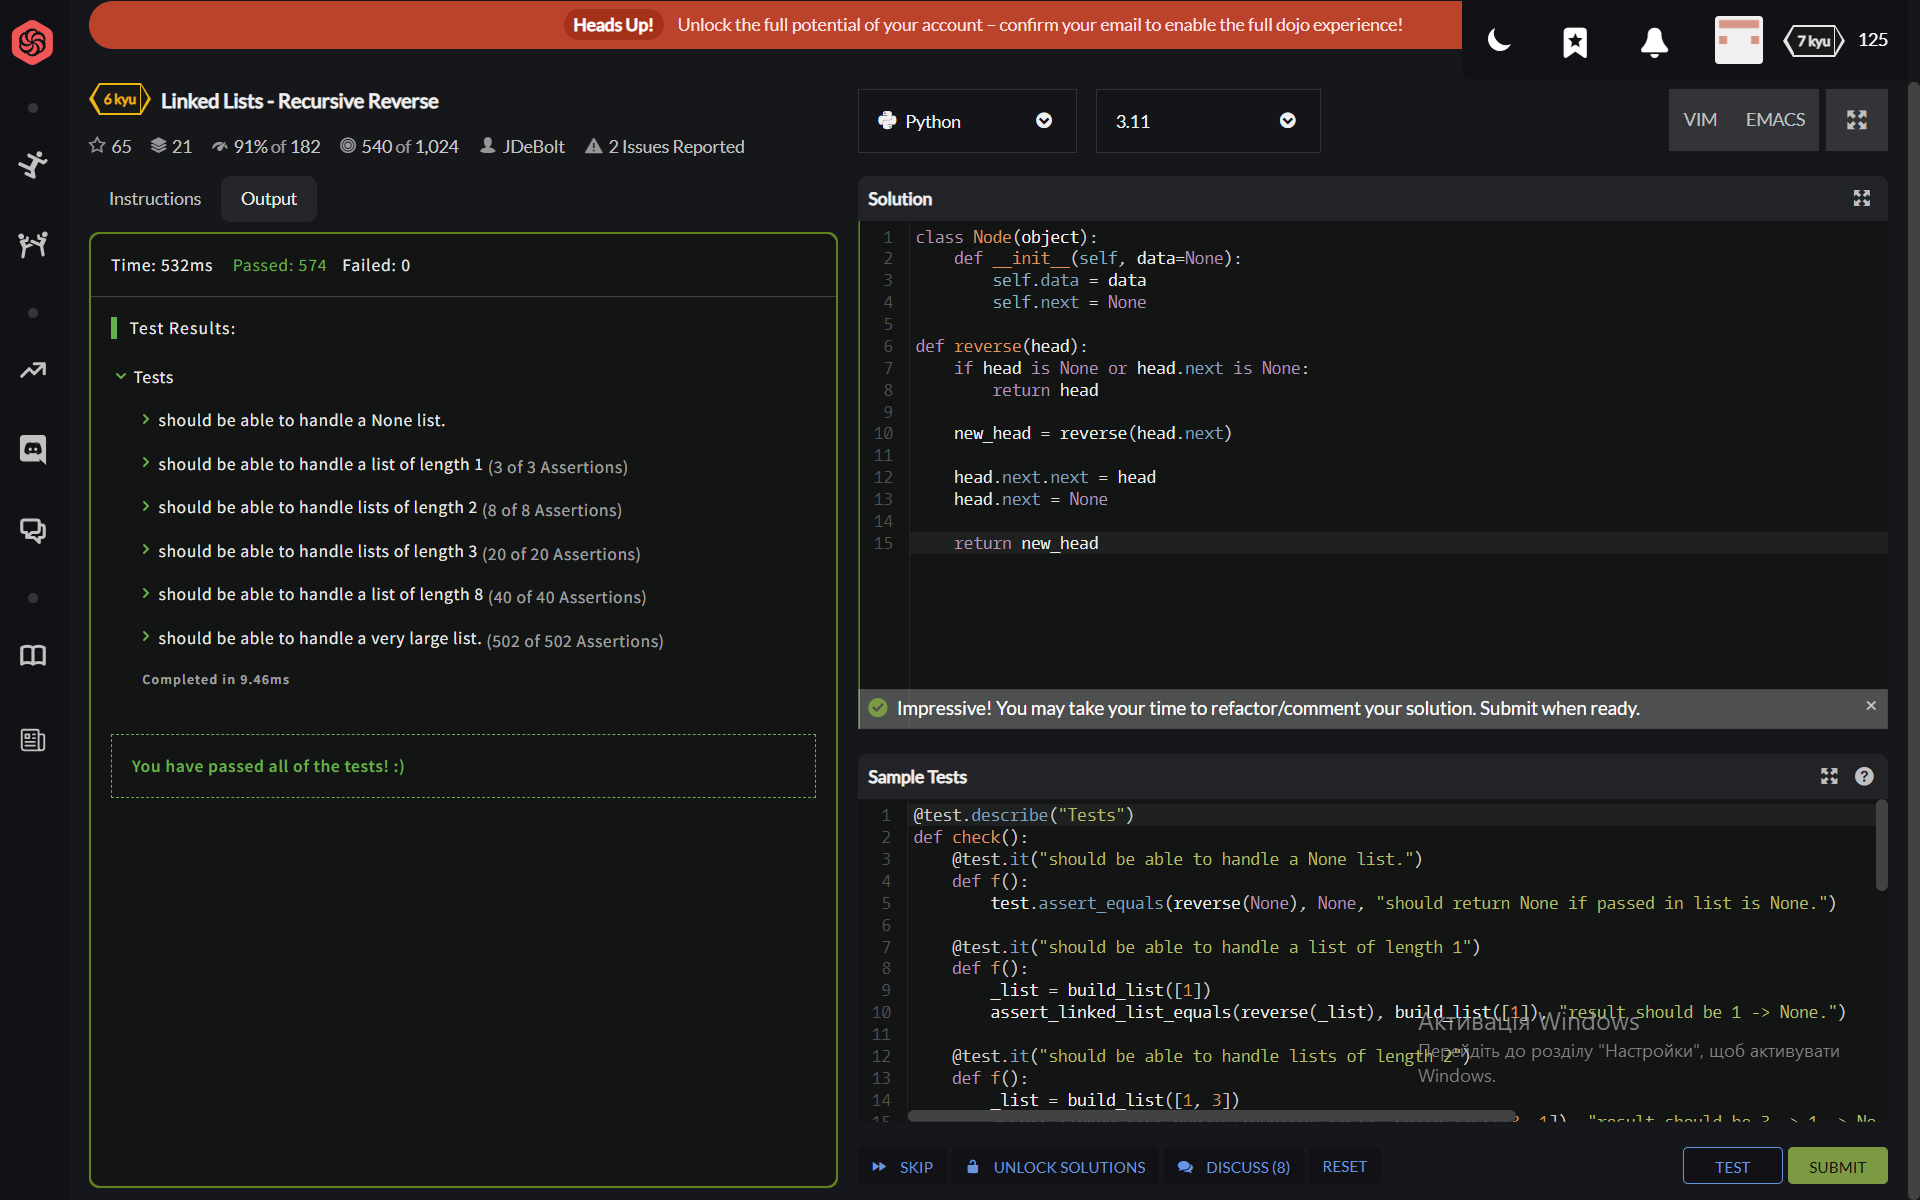 Heads Up! Unlock the full potential of your account – confirm your email to enable the full dojo experience!
7 kyu 125
6 kyu Linked Lists - Recursive Reverse
65 21 91% of 182 540 of 1,024 JDeBolt 2 Issues Reported
Instructions Output
Time: 532ms Passed: 574 Failed: 0
Test Results:
Tests
should be able to handle a None list.
should be able to handle a list of length 1 (3 of 3 Assertions)
should be able to handle lists of length 2 (8 of 8 Assertions)
should be able to handle lists of length 3 (20 of 20 Assertions)
should be able to handle a list of length 8 (40 of 40 Assertions)
should be able to handle a very large list. (502 of 502 Assertions)
Completed in 9.46ms
You have passed all of the tests! :)
Python 3.11 VIM EMACS
Solution
1 class Node(object):
2 def __init__(self, data=None):
3 self.data = data
4 self.next = None
5
6 def reverse(head):
7 if head is None or head.next is None:
8 return head
9
10 new_head = reverse(head.next)
11
12 head.next.next = head
13 head.next = None
14
15 return new_head
Impressive! You may take your time to refactor/comment your solution. Submit when ready. ×
Sample Tests ?
1 @test.describe("Tests")
2 def check():
3 @test.it("should be able to handle a None list.")
4 def f():
5 test.assert_equals(reverse(None), None, "should return None if passed in list is None.")
6
7 @test.it("should be able to handle a list of length 1")
8 def f():
9 _list = build_list([1])
10 assert_linked_list_equals(reverse(_list), build_list([1]), "result should be 1 -> None.")
11
12 @test.it("should be able to handle lists of length 2")
13 def f():
14 _list = build_list([1, 3])
15 3, 1]), "result should be 3 -> 1 -> No
Активація Windows
Перейдіть до розділу "Настройки", щоб активувати
Windows.
SKIP UNLOCK SOLUTIONS DISCUSS (8) RESET TEST SUBMIT